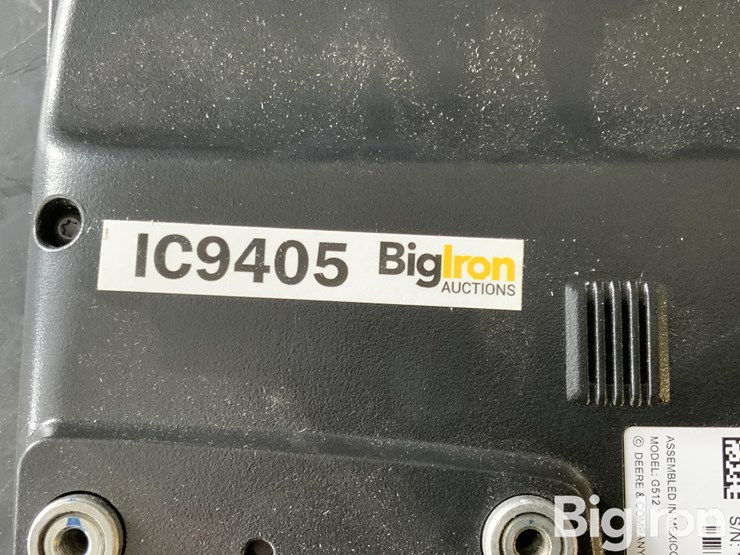 IC9405 BigIron
AUCTIONS
ASSEMBLED IN MEXICO
MODEL: G512
© DEERE & COMPANY
S/N:
BigIron